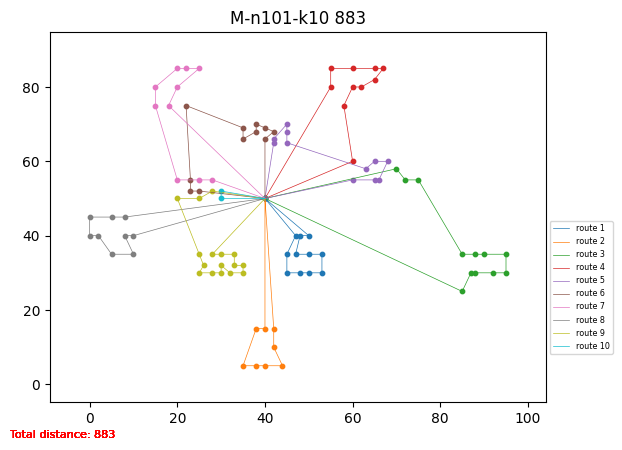 M-n101-k10 883
80
60
40
20
0
0 20 40 60 80 100
route 1
route 2
route 3
route 4
route 5
route 6
route 7
route 8
route 9
route 10
Total distance: 883